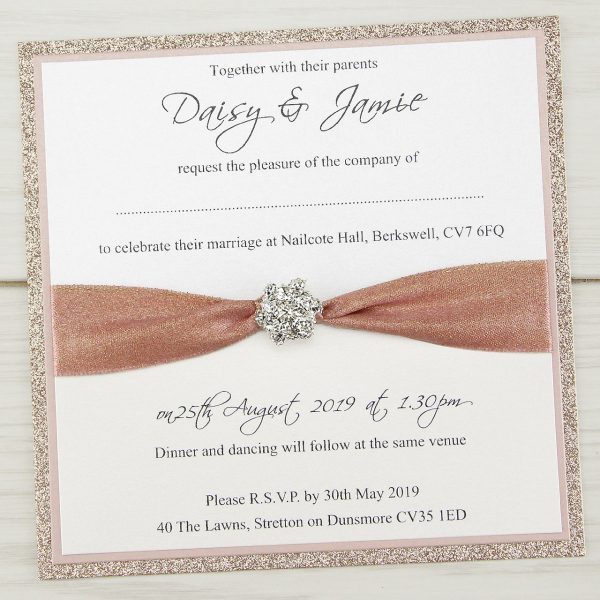 Together with their parents
Daisy & Jamie
request the pleasure of the company of
to celebrate their marriage at Nailcote Hall, Berkswell, CV7 6FQ
on25th August 2019 at 1.30pm
Dinner and dancing will follow at the same venue
Please R.S.V.P. by 30th May 2019
40 The Lawns, Stretton on Dunsmore CV35 1ED